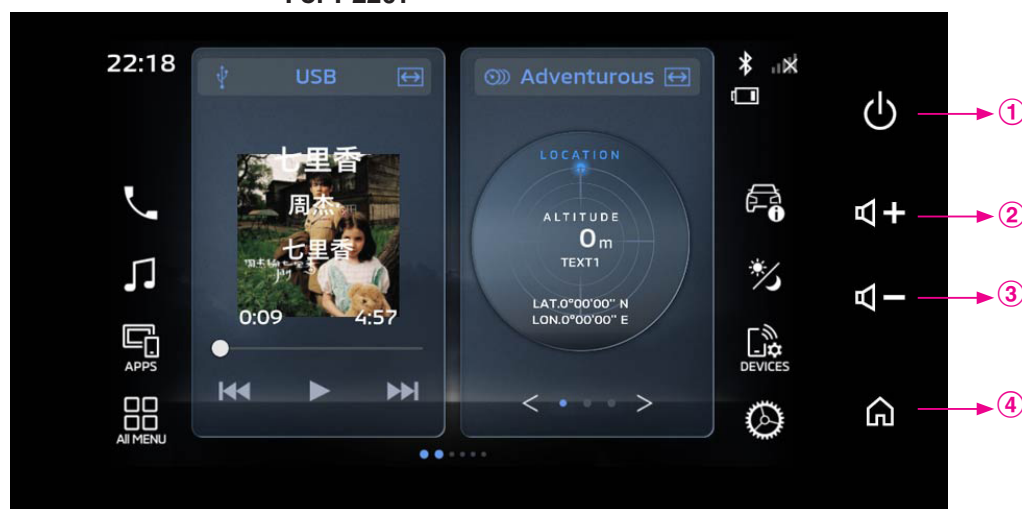 22:18
USB
Adventurous
①
七里香
周杰
七里香
0:09 4:57
LOCATION
ALTITUDE
0m
TEXT1
LAT.0°00'00'' N
LON.0°00'00'' E
②
③
APPS
DEVICES
All MENU
④